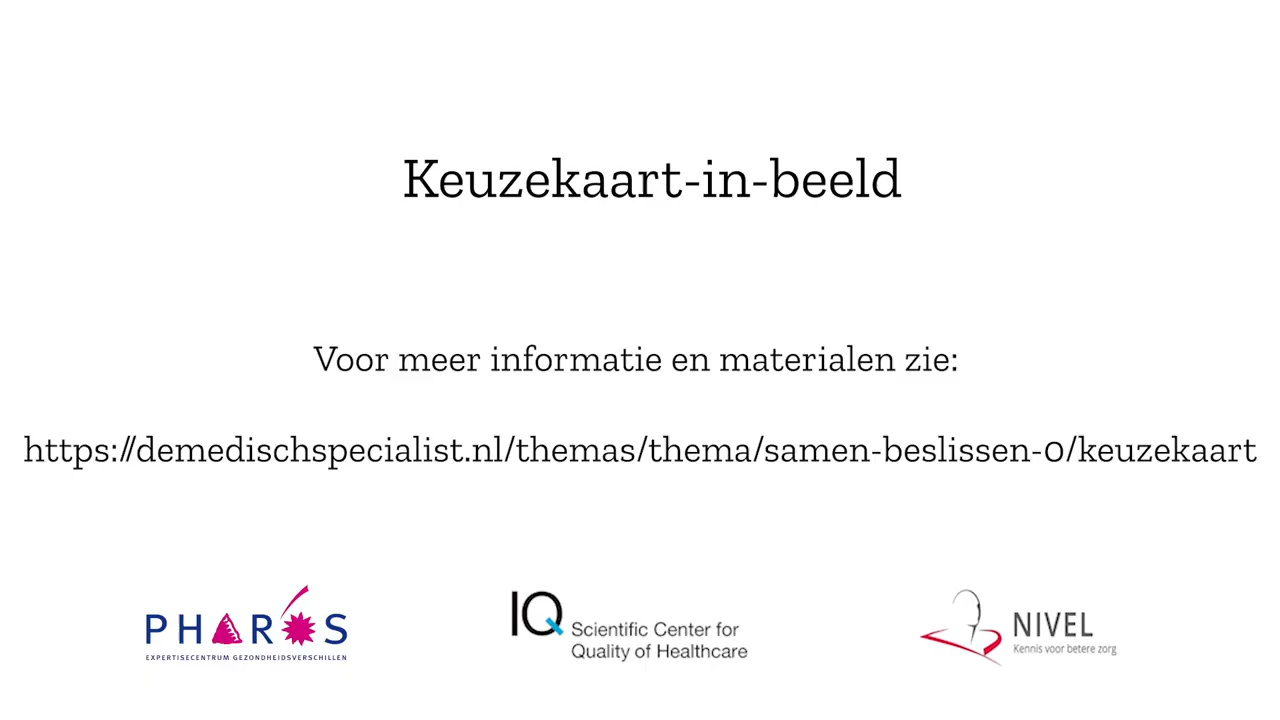 Keuzekaart-in-beeld
Voor meer informatie en materialen zie:
https://demedischspecialist.nl/themas/thema/samen-beslissen-0/keuzekaart
PHAROS
EXPERTISECENTRUM GEZONDHEIDSVERSCHILLEN
IQ Scientific Center for
Quality of Healthcare
NIVEL
Kennis voor betere zorg